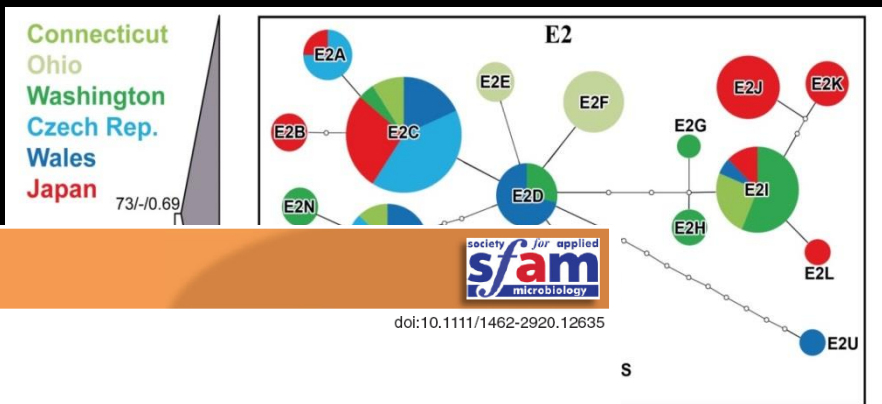 Connecticut
Ohio
Washington
Czech Rep.
Wales
Japan
73/-/0.69
E2
E2A
E2E
E2F
E2J
E2K
E2B
E2C
E2G
E2D
E2I
E2N
E2H
E2L
E2U
S
society for applied
sfam
microbiology
doi:10.1111/1462-2920.12635